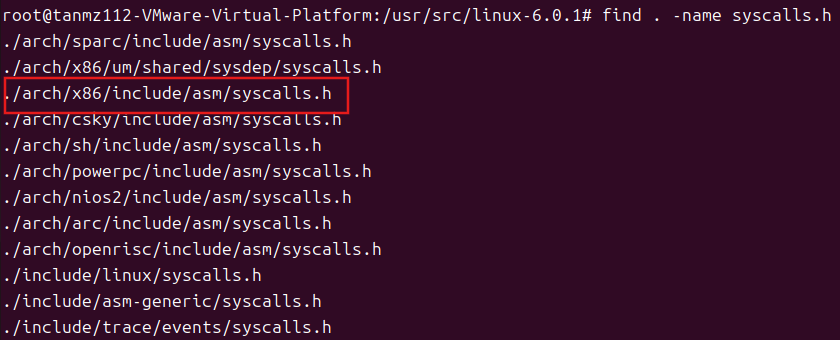 root@tanmz112-VMware-Virtual-Platform:/usr/src/linux-6.0.1# find . -name syscalls.h
./arch/sparc/include/asm/syscalls.h
./arch/x86/um/shared/sysdep/syscalls.h
./arch/x86/include/asm/syscalls.h
./arch/csky/include/asm/syscalls.h
./arch/sh/include/asm/syscalls.h
./arch/powerpc/include/asm/syscalls.h
./arch/nios2/include/asm/syscalls.h
./arch/arc/include/asm/syscalls.h
./arch/openrisc/include/asm/syscalls.h
./include/linux/syscalls.h
./include/asm-generic/syscalls.h
./include/trace/events/syscalls.h